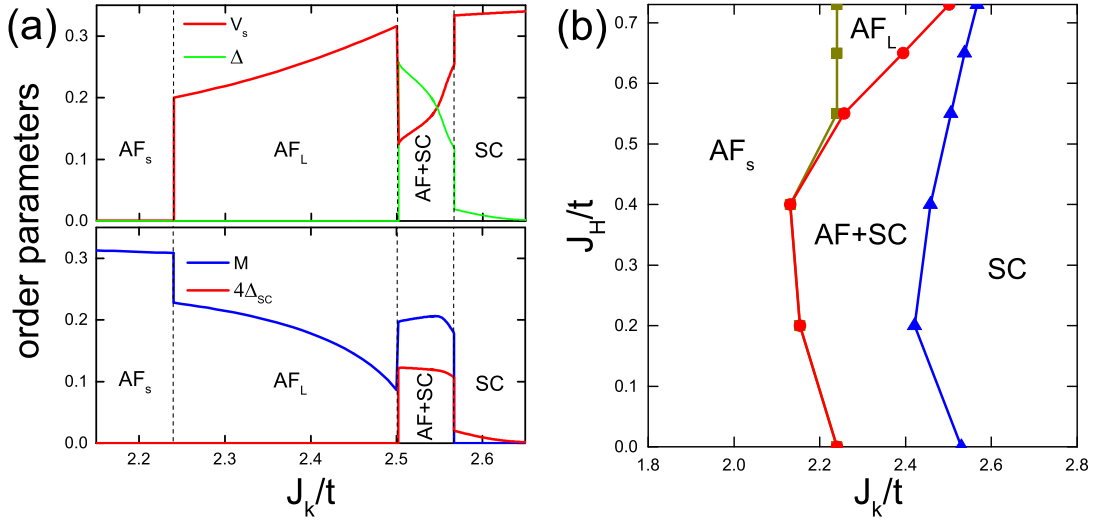 (a)
order parameters
0.3
0.2
0.1
0.0
V_s
Δ
AF_s
AF_L
AF+SC
SC
0.3
0.2
0.1
0.0
M
4Δ_SC
AF_s
AF_L
AF+SC
SC
2.2 2.3 2.4 2.5 2.6
J_k/t
(b)
J_H/t
0.7
0.6
0.5
0.4
0.3
0.2
0.1
0.0
AF_L
AF_s
AF+SC
SC
1.8 2.0 2.2 2.4 2.6 2.8
J_k/t